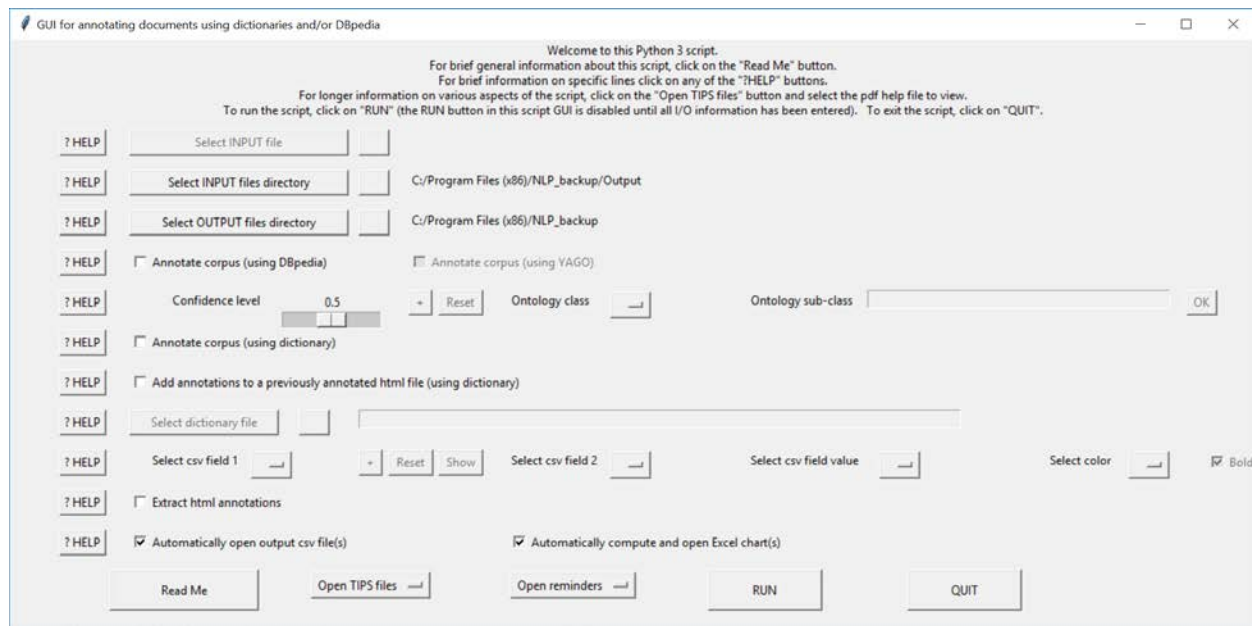 GUI for annotating documents using dictionaries and/or DBpedia
Welcome to this Python 3 script.
For brief general information about this script, click on the "Read Me" button.
For brief information on specific lines click on any of the "?HELP" buttons.
For longer information on various aspects of the script, click on the "Open TIPS files" button and select the pdf help file to view.
To run the script, click on "RUN" (the RUN button in this script GUI is disabled until all I/O information has been entered). To exit the script, click on "QUIT".
? HELP Select INPUT file
? HELP Select INPUT files directory C:/Program Files (x86)/NLP_backup/Output
? HELP Select OUTPUT files directory C:/Program Files (x86)/NLP_backup
? HELP Annotate corpus (using DBpedia) Annotate corpus (using YAGO)
? HELP Confidence level 0.5 + Reset Ontology class Ontology sub-class OK
? HELP Annotate corpus (using dictionary)
? HELP Add annotations to a previously annotated html file (using dictionary)
? HELP Select dictionary file
? HELP Select csv field 1 + Reset Show Select csv field 2 Select csv field value Select color Bold
? HELP Extract html annotations
? HELP Automatically open output csv file(s) Automatically compute and open Excel chart(s)
Read Me Open TIPS files Open reminders RUN QUIT